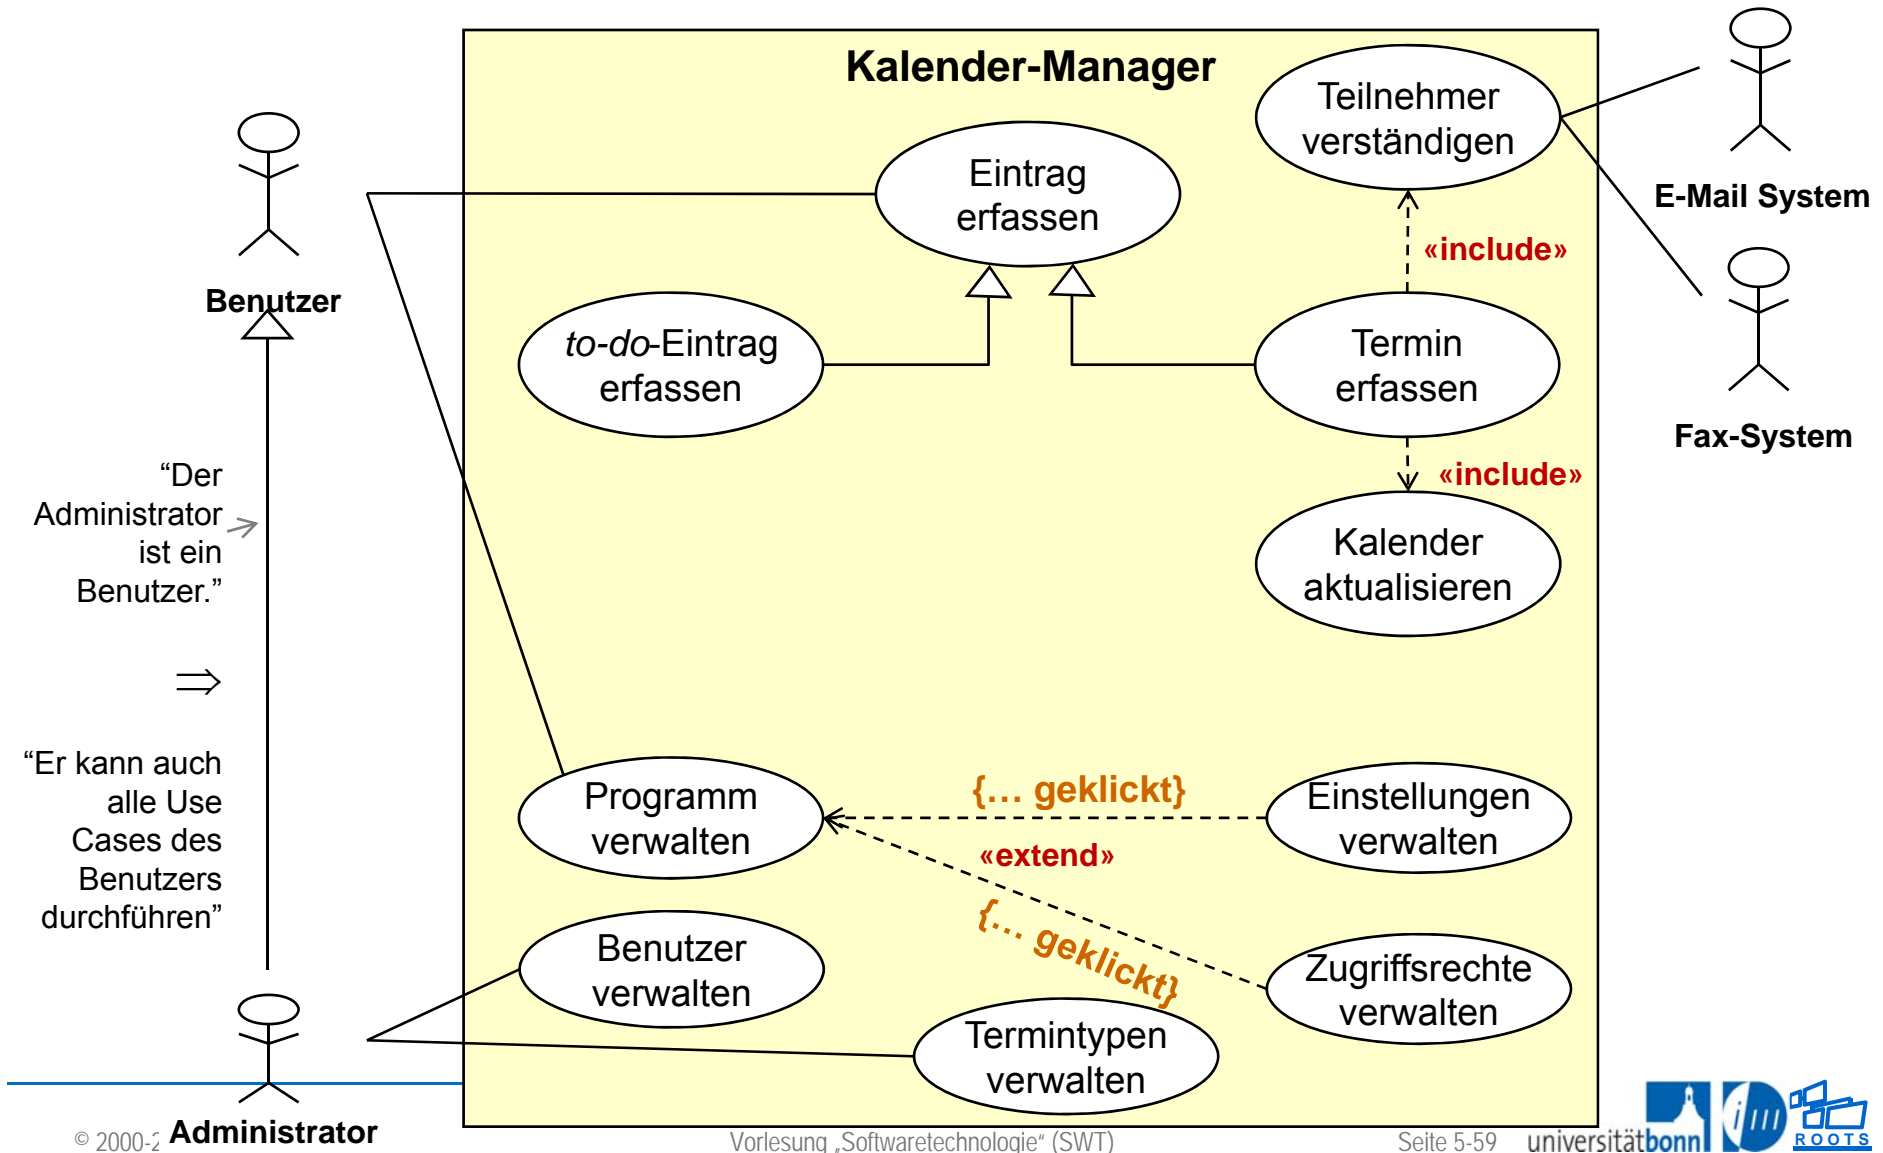 Kalender-Manager
Teilnehmer
verständigen
Eintrag
erfassen
E-Mail System
«include»
Benutzer
to-do-Eintrag
erfassen
Termin
erfassen
Fax-System
“Der
Administrator
ist ein
Benutzer.”
«include»
Kalender
aktualisieren
⇒
“Er kann auch
alle Use
Cases des
Benutzers
durchführen”
Programm
verwalten
{… geklickt}
Einstellungen
verwalten
«extend»
{… geklickt}
Benutzer
verwalten
Zugriffsrechte
verwalten
Termintypen
verwalten
Administrator
© 2000-2
Vorlesung „Softwaretechnologie“ (SWT)
Seite 5-59
universitätbonn
ROOTS